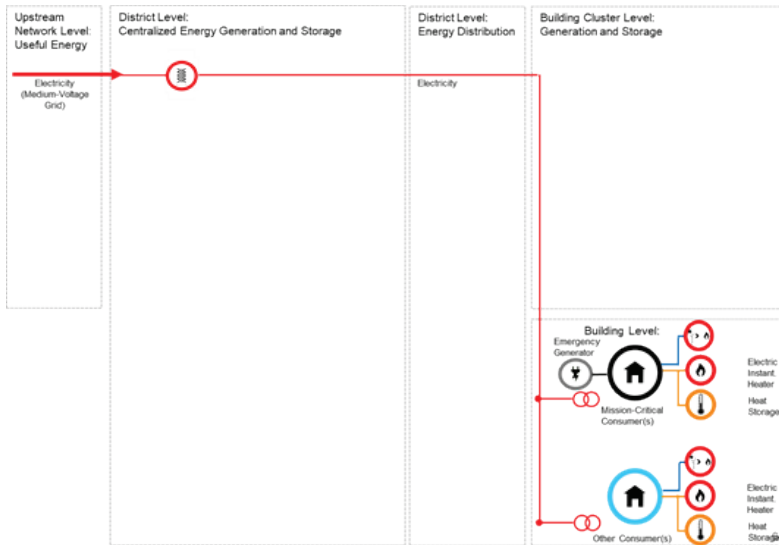 Upstream
Network Level:
Useful Energy
District Level:
Centralized Energy Generation and Storage
District Level:
Energy Distribution
Building Cluster Level:
Generation and Storage
Electricity
(Medium-Voltage
Grid)
Electricity
Building Level:
Emergency
Generator
Mission-Critical
Consumer(s)
Electric
Instant.
Heater
Heat
Storage
Other Consumer(s)
Electric
Instant.
Heater
Heat
Storage